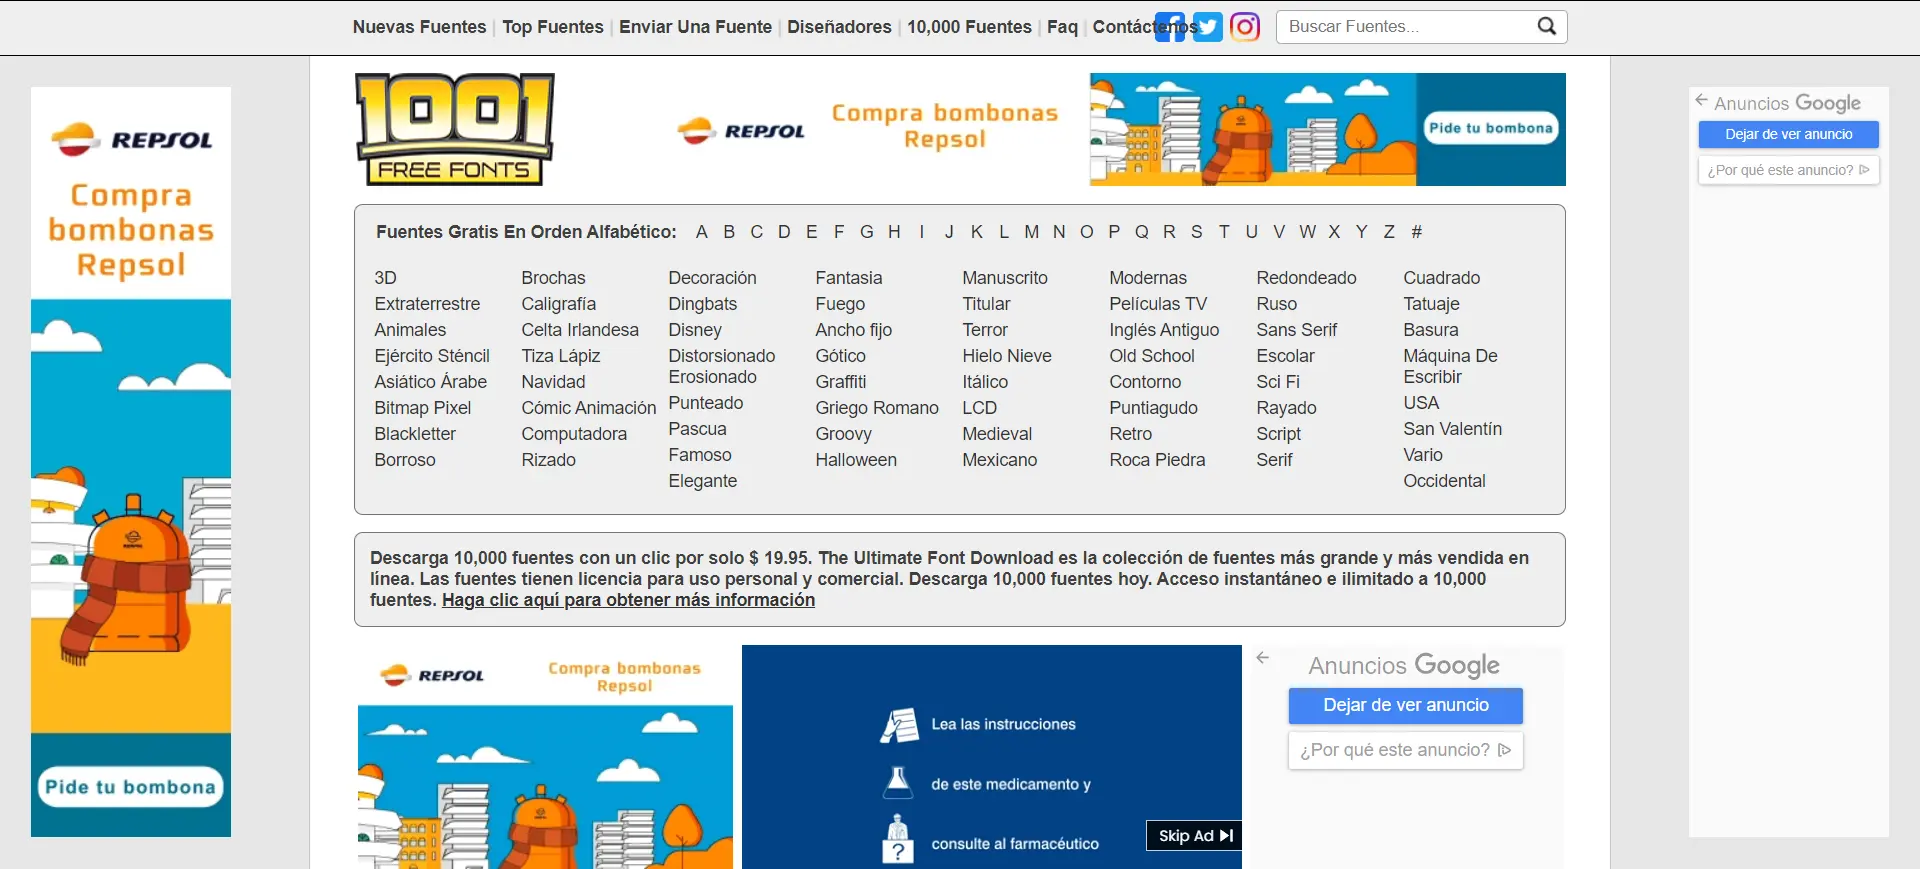 Nuevas Fuentes | Top Fuentes | Enviar Una Fuente | Diseñadores | 10,000 Fuentes | Faq | Contáctenos
Buscar Fuentes...
REPSOL
Compra
bombonas
Repsol
Pide tu bombona
1001
FREE FONTS
REPSOL
Compra bombonas
Repsol
Pide tu bombona
Anuncios Google
Dejar de ver anuncio
¿Por qué este anuncio?
Fuentes Gratis En Orden Alfabético: A B C D E F G H I J K L M N O P Q R S T U V W X Y Z #
3D
Extraterrestre
Animales
Ejército Sténcil
Asiático Árabe
Bitmap Pixel
Blackletter
Borroso
Brochas
Caligrafía
Celta Irlandesa
Tiza Lápiz
Navidad
Cómic Animación
Computadora
Rizado
Decoración
Dingbats
Disney
Distorsionado
Erosionado
Punteado
Pascua
Famoso
Elegante
Fantasia
Fuego
Ancho fijo
Gótico
Graffiti
Griego Romano
Groovy
Halloween
Manuscrito
Titular
Terror
Hielo Nieve
Itálico
LCD
Medieval
Mexicano
Modernas
Películas TV
Inglés Antiguo
Old School
Contorno
Puntiagudo
Retro
Roca Piedra
Redondeado
Ruso
Sans Serif
Escolar
Sci Fi
Rayado
Script
Serif
Cuadrado
Tatuaje
Basura
Máquina De
Escribir
USA
San Valentín
Vario
Occidental
Descarga 10,000 fuentes con un clic por solo $ 19.95. The Ultimate Font Download es la colección de fuentes más grande y más vendida en
línea. Las fuentes tienen licencia para uso personal y comercial. Descarga 10,000 fuentes hoy. Acceso instantáneo e ilimitado a 10,000
fuentes. Haga clic aquí para obtener más información
REPSOL
Compra bombonas
Repsol
Lea las instrucciones
de este medicamento y
consulte al farmacéutico
?
Skip Ad
Anuncios Google
Dejar de ver anuncio
¿Por qué este anuncio?